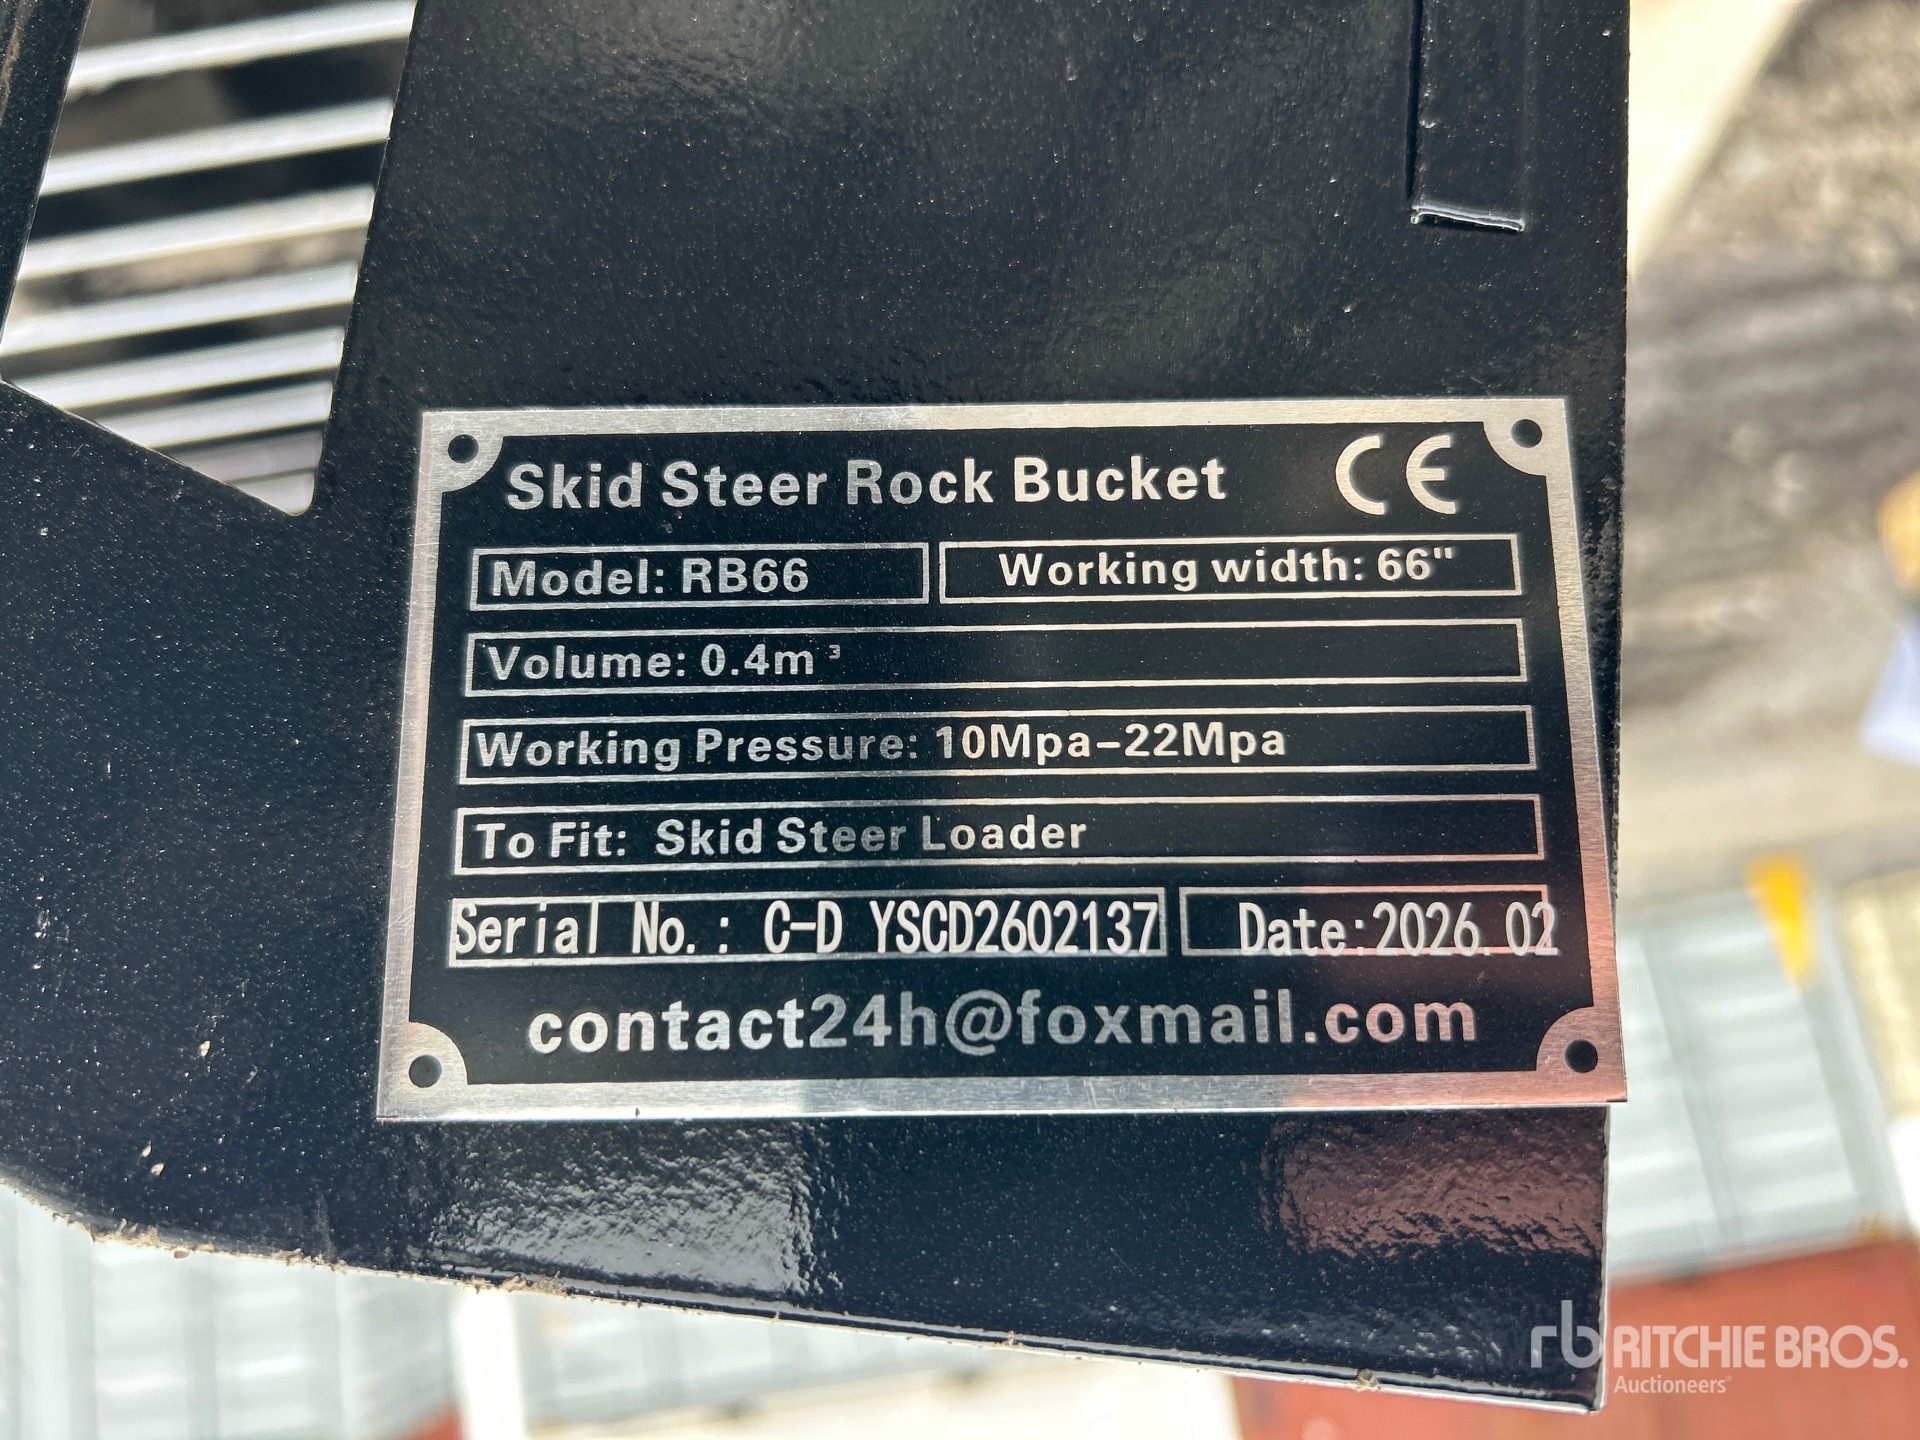 Skid Steer Rock Bucket CE
Model: RB66 Working width: 66"
Volume: 0.4m³
Working Pressure: 10Mpa-22Mpa
To Fit: Skid Steer Loader
Serial No.: C-D YSCD2602137 Date:2026.02
contact24h@foxmail.com
rb RITCHIE BROS.
Auctioneers